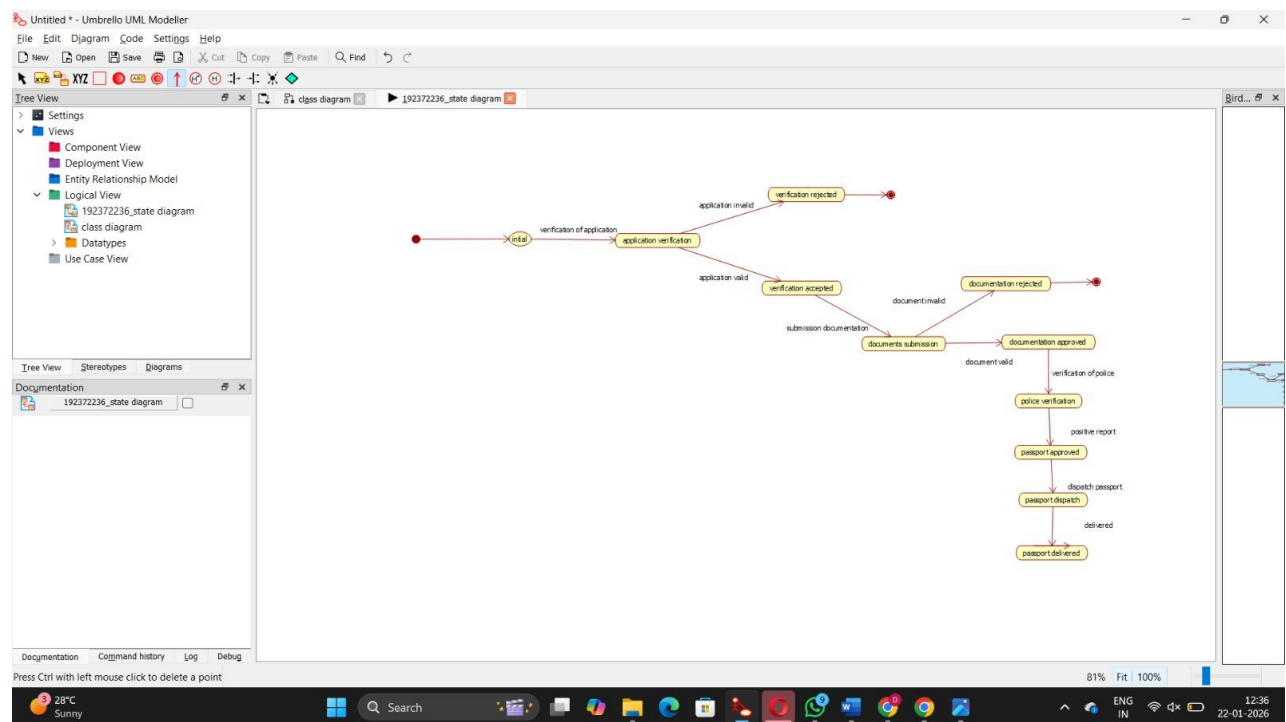 Untitled * - Umbrello UML Modeller
File Edit Diagram Code Settings Help
New Open Save Cut Copy Paste Find
XYZ XYZ ABC H* H
Tree View
class diagram 192372236_state diagram
Bird...
Settings
Views
Component View
Deployment View
Entity Relationship Model
Logical View
192372236_state diagram
class diagram
Datatypes
Use Case View
Tree View Stereotypes Diagrams
Documentation
192372236_state diagram
Documentation Command history Log Debug
verification rejected
application invalid
verification of application
intial
application verification
application valid
verification accepted
documentation rejected
document invalid
submission documentation
documents submission
documentation approved
document valid
verification of police
police verification
positive report
passport approved
dispatch passport
passport dispatch
delivered
passport delivered
Press Ctrl with left mouse click to delete a point
81% Fit 100%
3 28°C
Sunny
Search
9
ENG
IN
12:36
22-01-2026